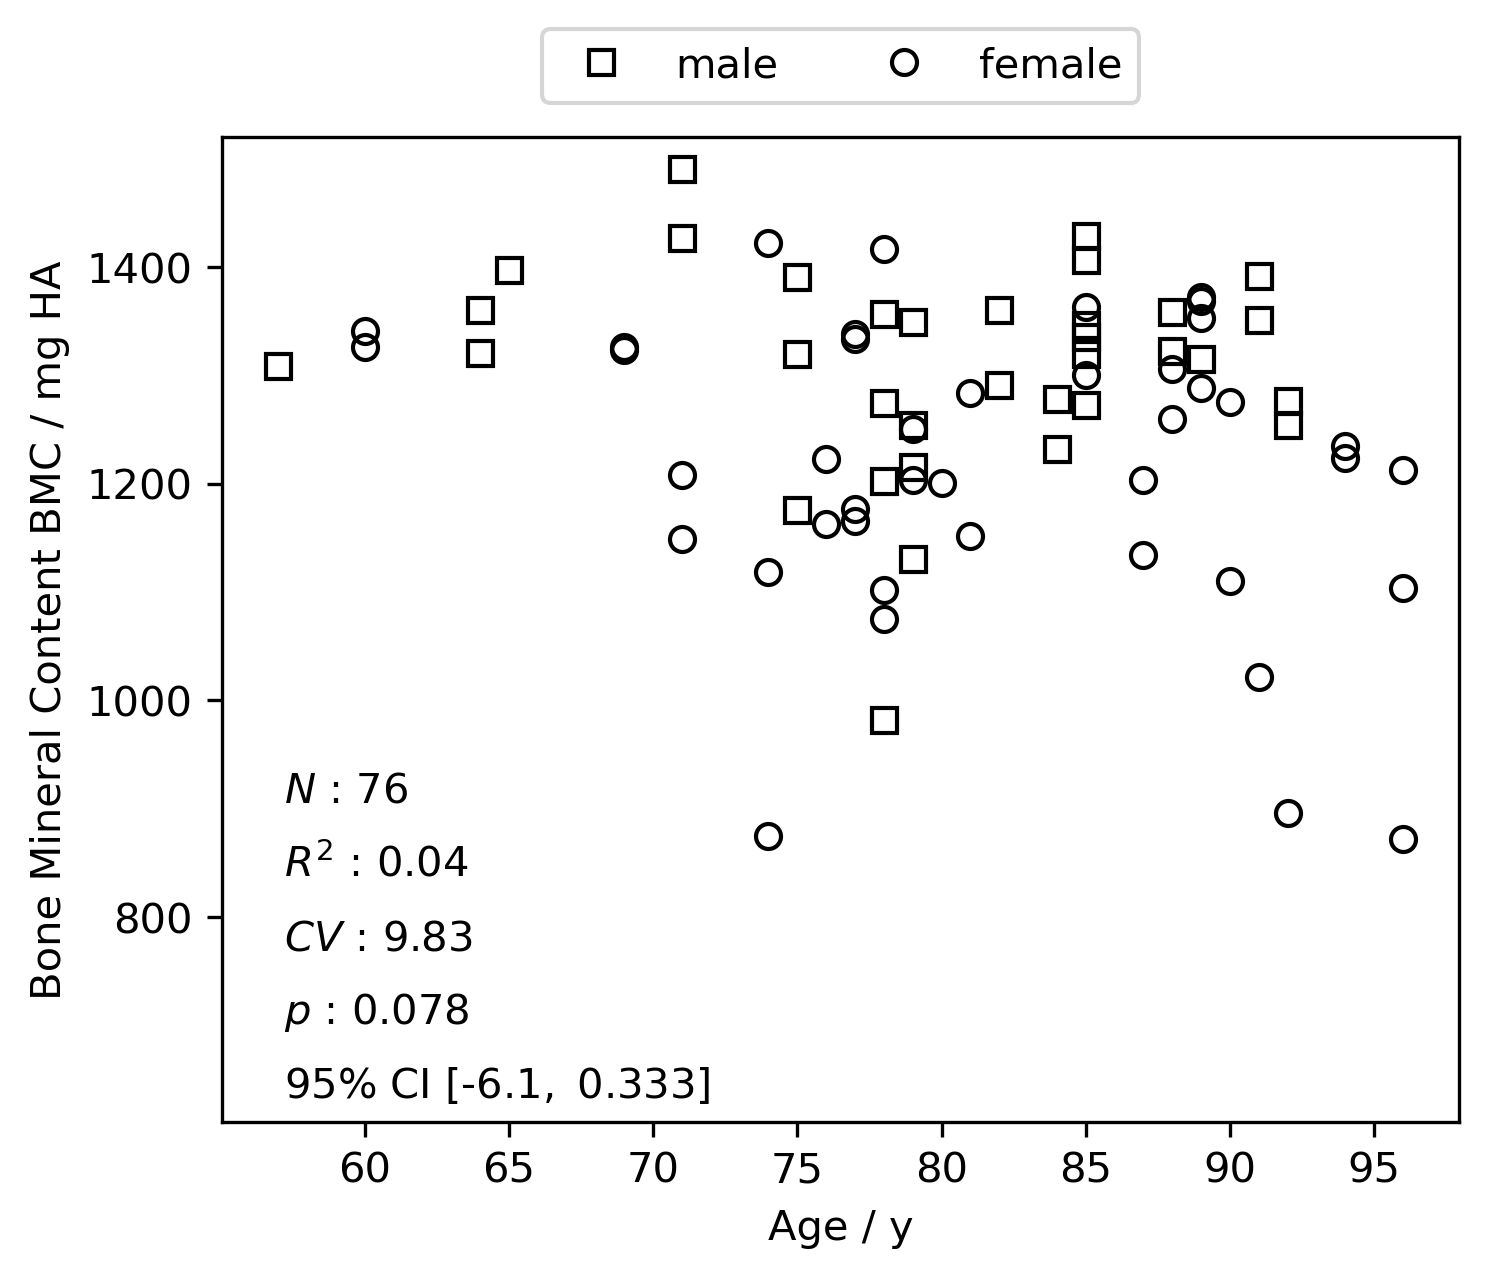 male female
Bone Mineral Content BMC / mg HA
1400
1200
1000
800
N : 76
R² : 0.04
CV : 9.83
p : 0.078
95% CI [-6.1, 0.333]
60 65 70 75 80 85 90 95
Age / y